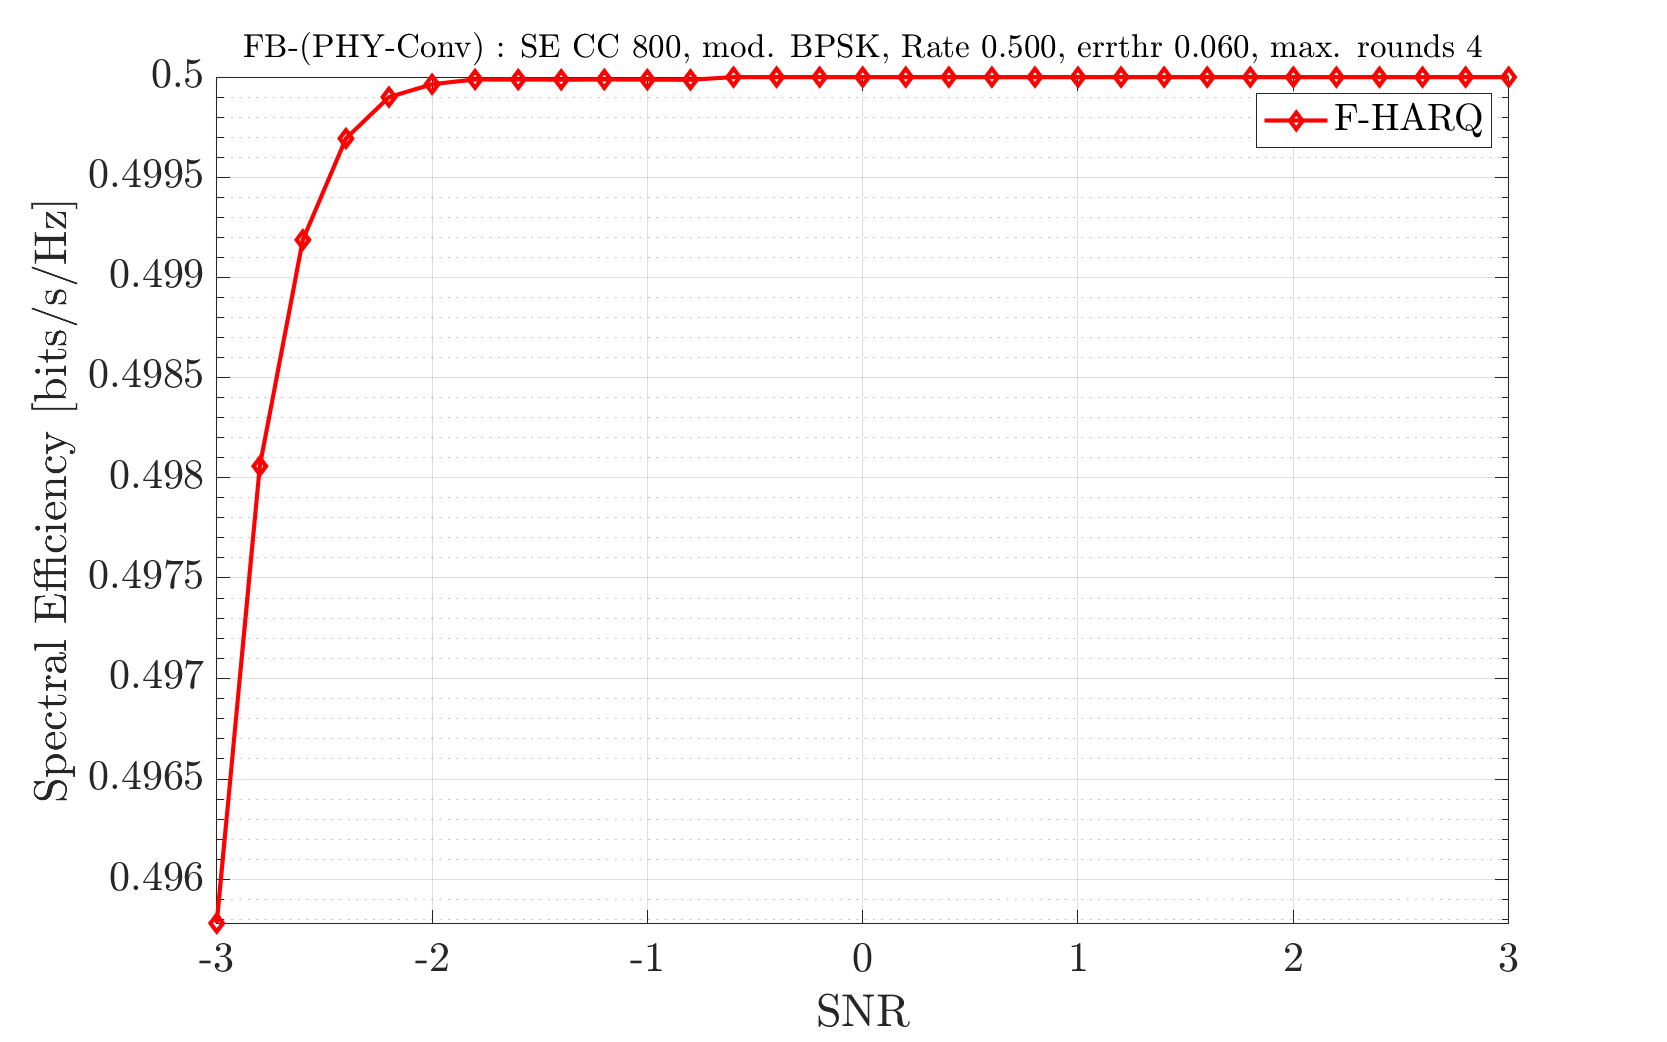 FB-(PHY-Conv) : SE CC 800, mod. BPSK, Rate 0.500, errthr 0.060, max. rounds 4
F-HARQ
Spectral Efficiency [bits/s/Hz]
0.5
0.4995
0.499
0.4985
0.498
0.4975
0.497
0.4965
0.496
-3 -2 -1 0 1 2 3
SNR